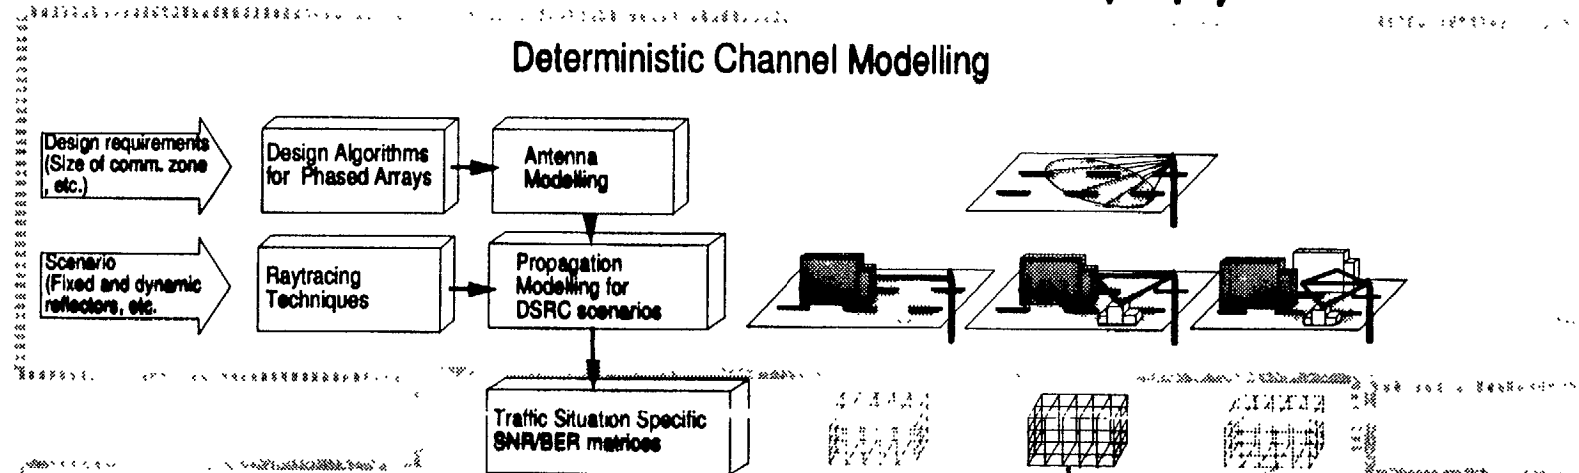 Deterministic Channel Modelling
Design requirements
(Size of comm. zone
, etc.)
Design Algorithms
for Phased Arrays
Antenna
Modelling
Scenario
(Fixed and dynamic
reflectors, etc.
Raytracing
Techniques
Propagation
Modelling for
DSRC scenarios
Traffic Situation Specific
SNR/BER matrices